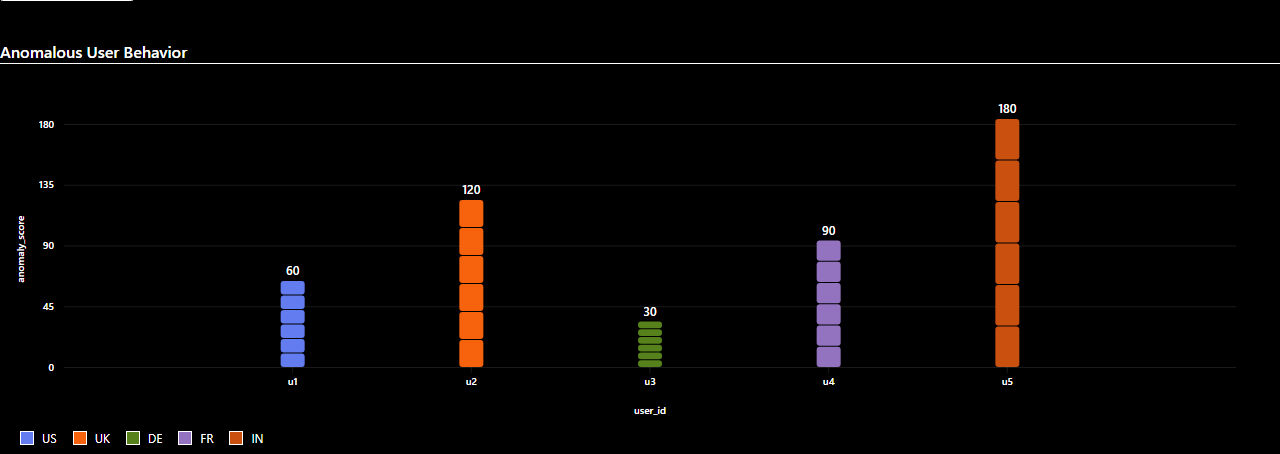 Anomalous User Behavior
180
135
90
45
0
anomaly_score
60
120
30
90
180
u1
u2
u3
u4
u5
user_id
US
UK
DE
FR
IN